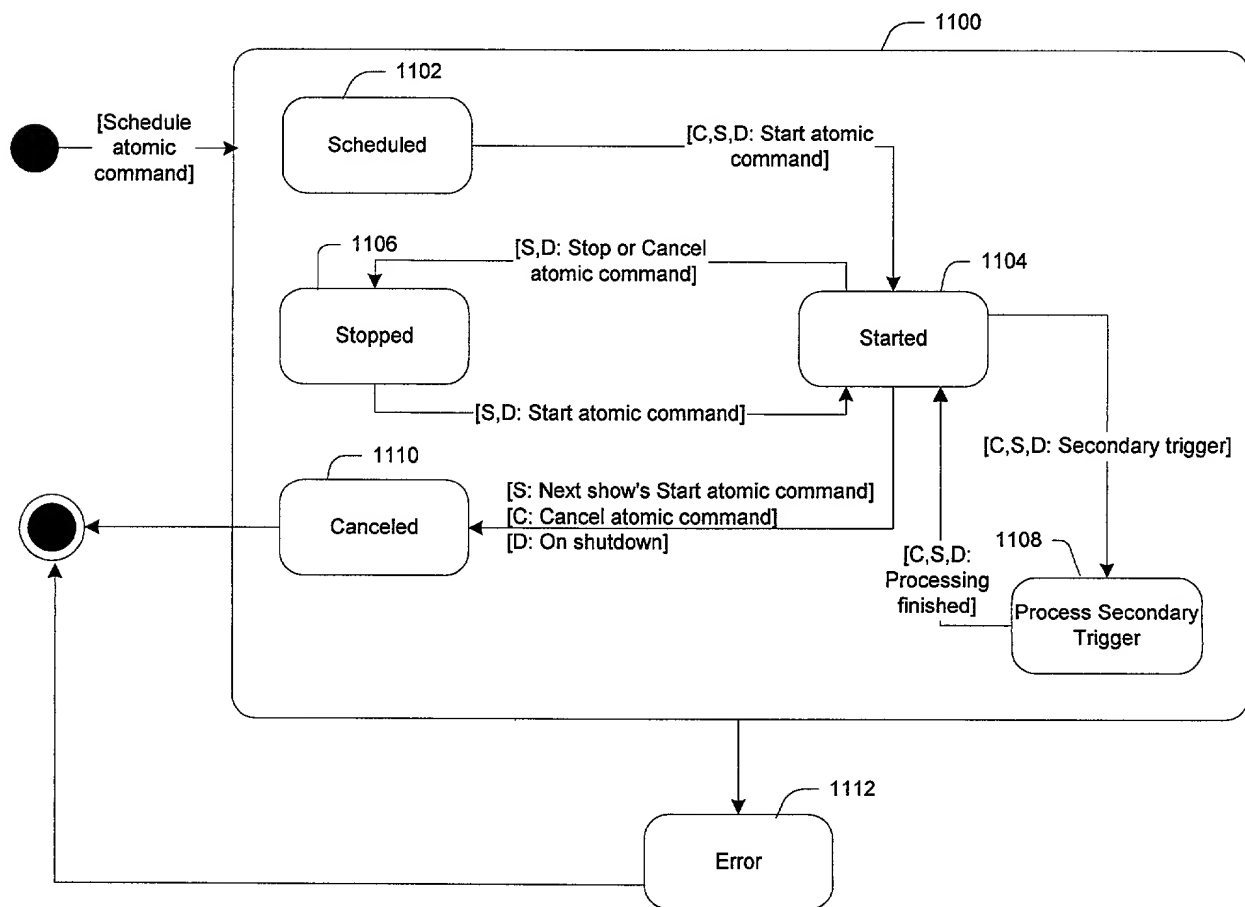 1100
1102
[Schedule
atomic
command]
Scheduled
[C,S,D: Start atomic
command]
1106
[S,D: Stop or Cancel
atomic command]
1104
Stopped
Started
[S,D: Start atomic command]
[C,S,D: Secondary trigger]
1110
[S: Next show's Start atomic command]
[C: Cancel atomic command]
[D: On shutdown]
Canceled
1108
[C,S,D:
Processing
finished]
Process Secondary
Trigger
1112
Error